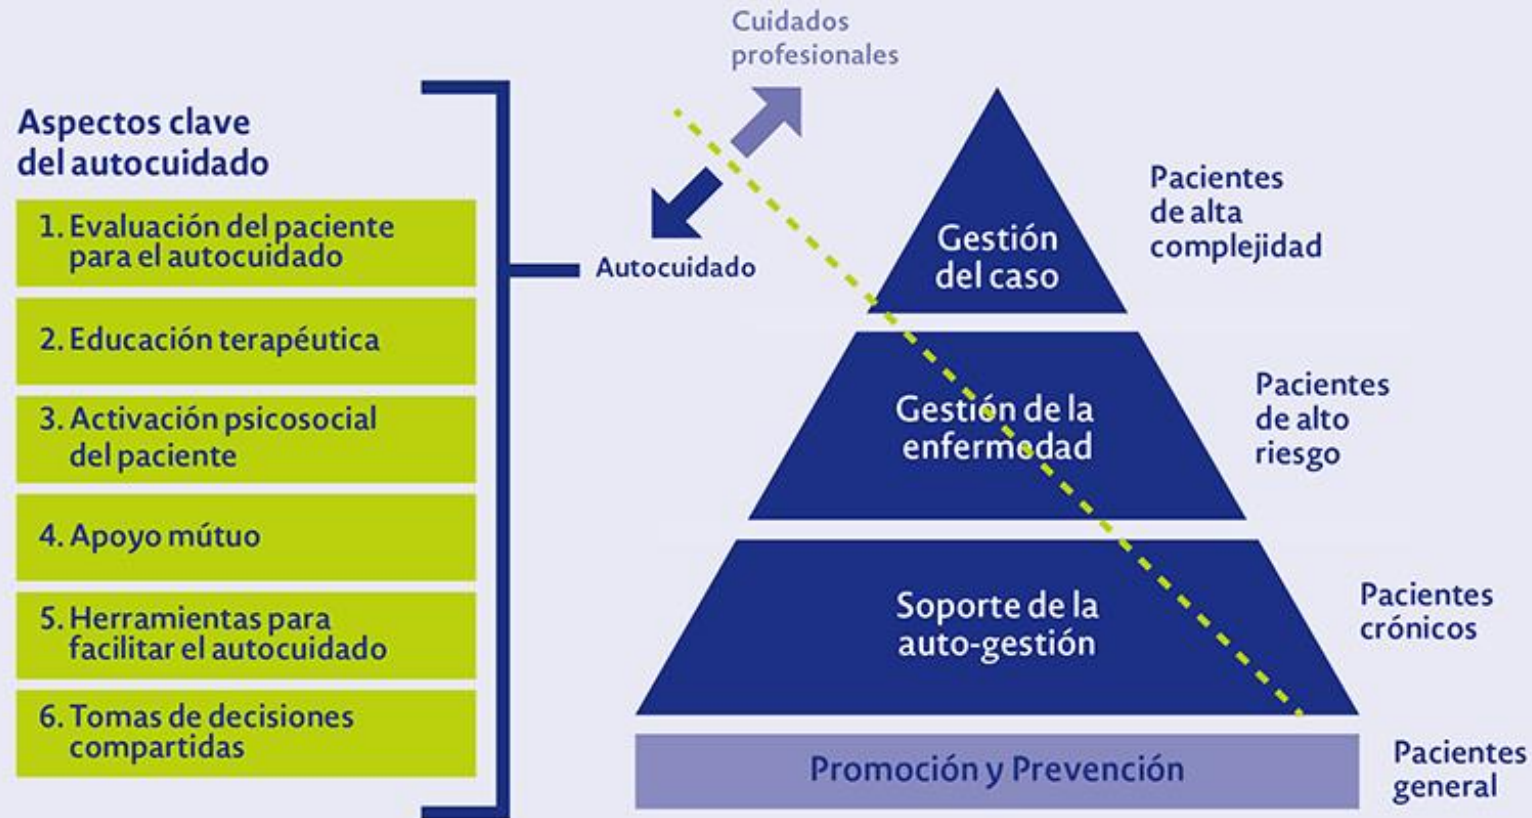 Cuidados
profesionales
Aspectos clave
del autocuidado
1. Evaluación del paciente
para el autocuidado
2. Educación terapéutica
3. Activación psicosocial
del paciente
4. Apoyo mútuo
5. Herramientas para
facilitar el autocuidado
6. Tomas de decisiones
compartidas
Autocuidado
Gestión
del caso
Pacientes
de alta
complejidad
Gestión de la
enfermedad
Pacientes
de alto
riesgo
Soporte de la
auto-gestión
Pacientes
crónicos
Promoción y Prevención
Pacientes
general